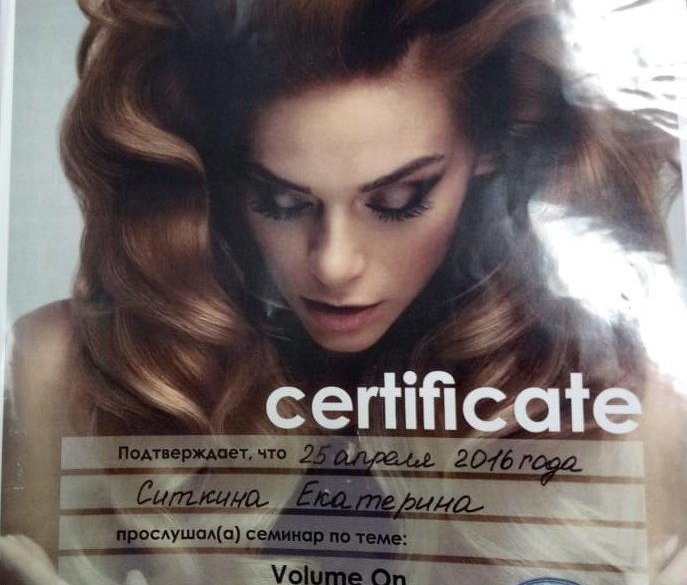 certificate
Подтверждает, что 25 апреля 2016 года
Ситкина Екатерина
прослушал(а) семинар по теме:
Volume On